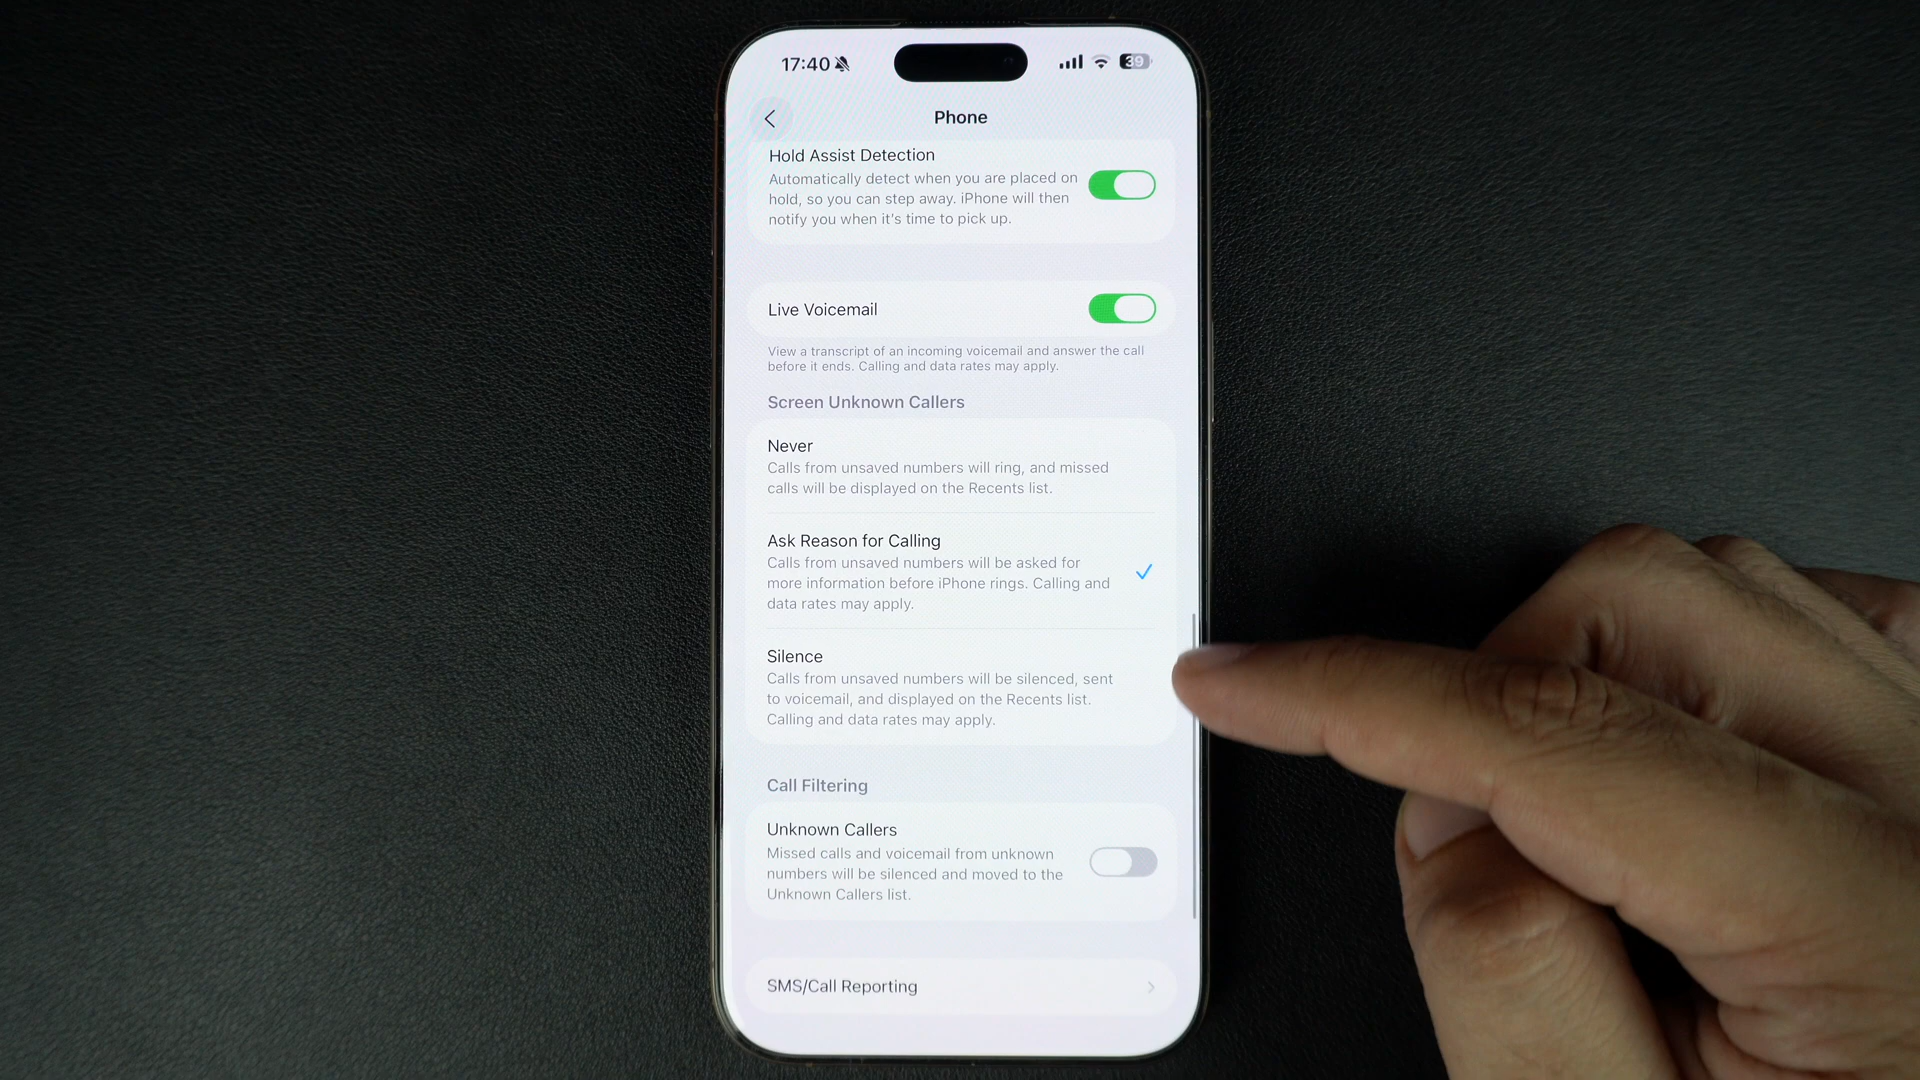 17:40
39
Phone
Hold Assist Detection
Automatically detect when you are placed on
hold, so you can step away. iPhone will then
notify you when it's time to pick up.
Live Voicemail
View a transcript of an incoming voicemail and answer the call
before it ends. Calling and data rates may apply.
Screen Unknown Callers
Never
Calls from unsaved numbers will ring, and missed
calls will be displayed on the Recents list.
Ask Reason for Calling
Calls from unsaved numbers will be asked for
more information before iPhone rings. Calling and
data rates may apply.
Silence
Calls from unsaved numbers will be silenced, sent
to voicemail, and displayed on the Recents list.
Calling and data rates may apply.
Call Filtering
Unknown Callers
Missed calls and voicemail from unknown
numbers will be silenced and moved to the
Unknown Callers list.
SMS/Call Reporting